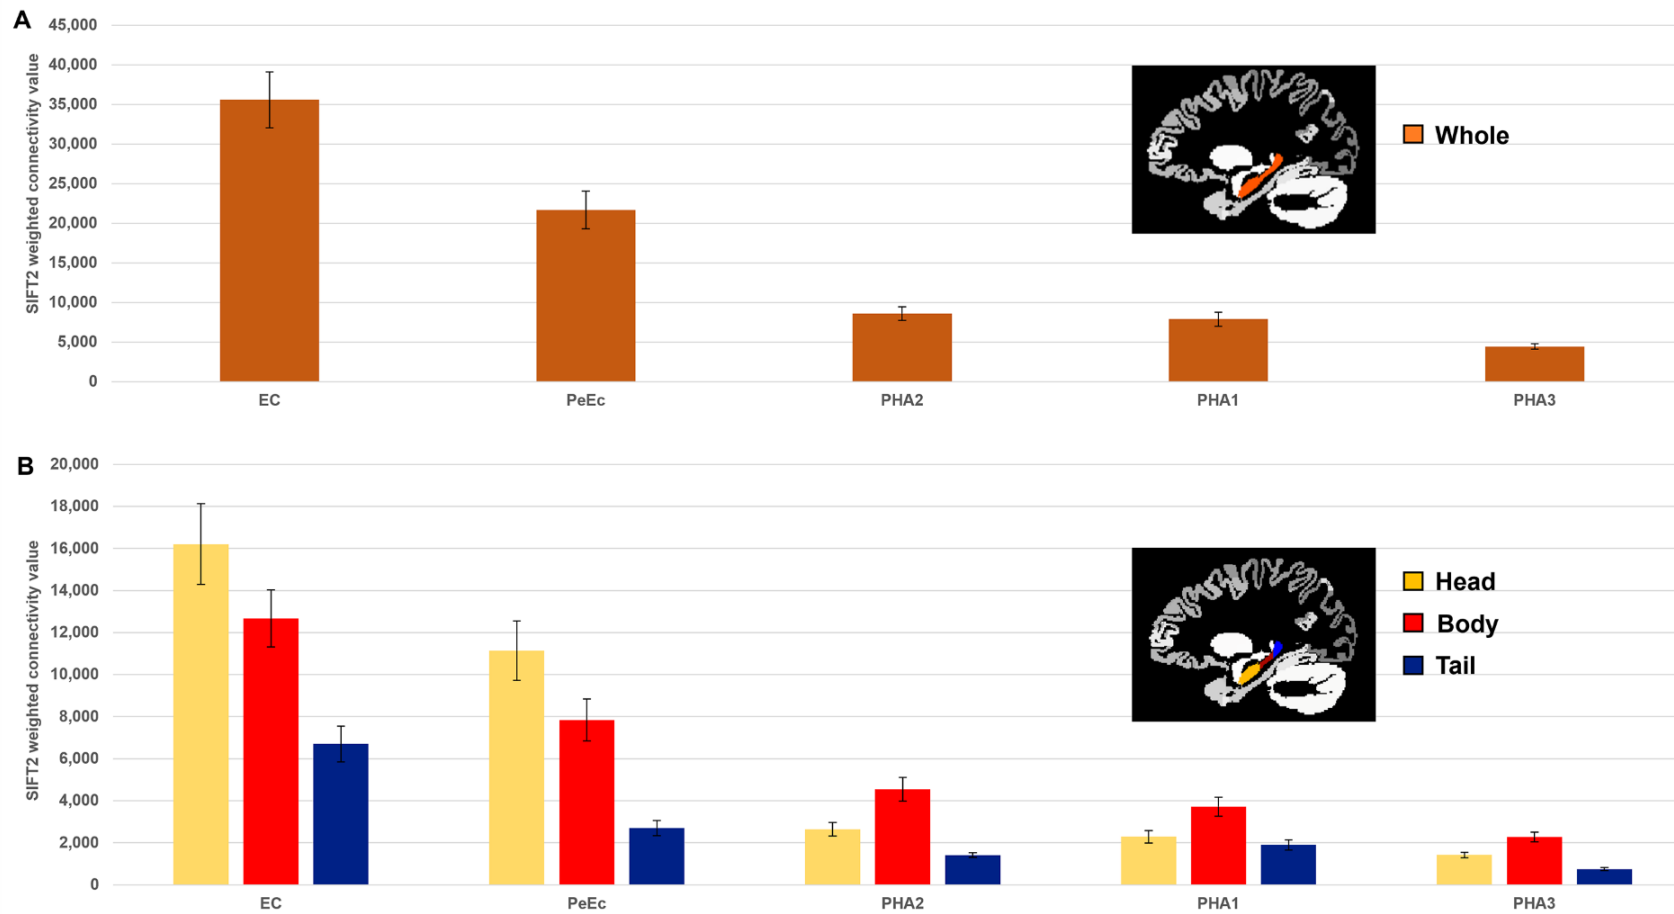 A
SIFT2 weighted connectivity value
45,000
40,000
35,000
30,000
25,000
20,000
15,000
10,000
5,000
0
EC PeEc PHA2 PHA1 PHA3
Whole
B
SIFT2 weighted connectivity value
20,000
18,000
16,000
14,000
12,000
10,000
8,000
6,000
4,000
2,000
0
EC PeEc PHA2 PHA1 PHA3
Head
Body
Tail